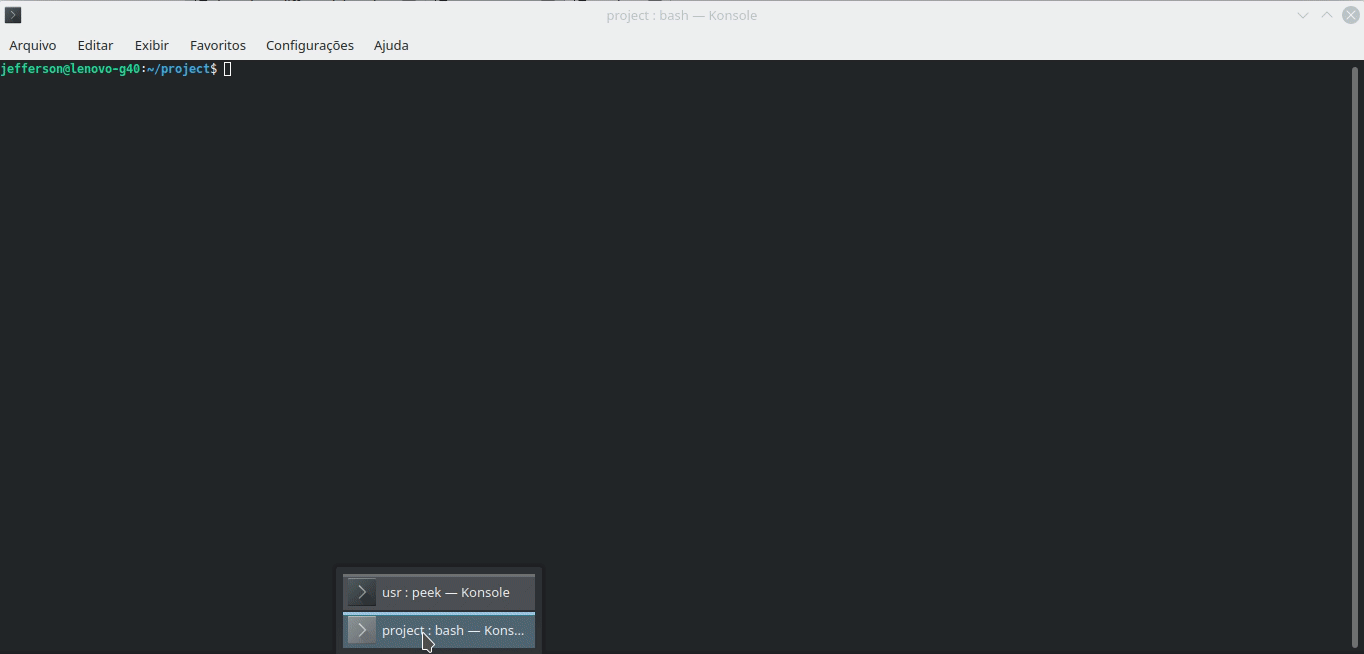 project : bash — Konsole
Arquivo Editar Exibir Favoritos Configurações Ajuda
jefferson@lenovo-g40:~/project$
usr : peek — Konsole
project : bash — Kons...